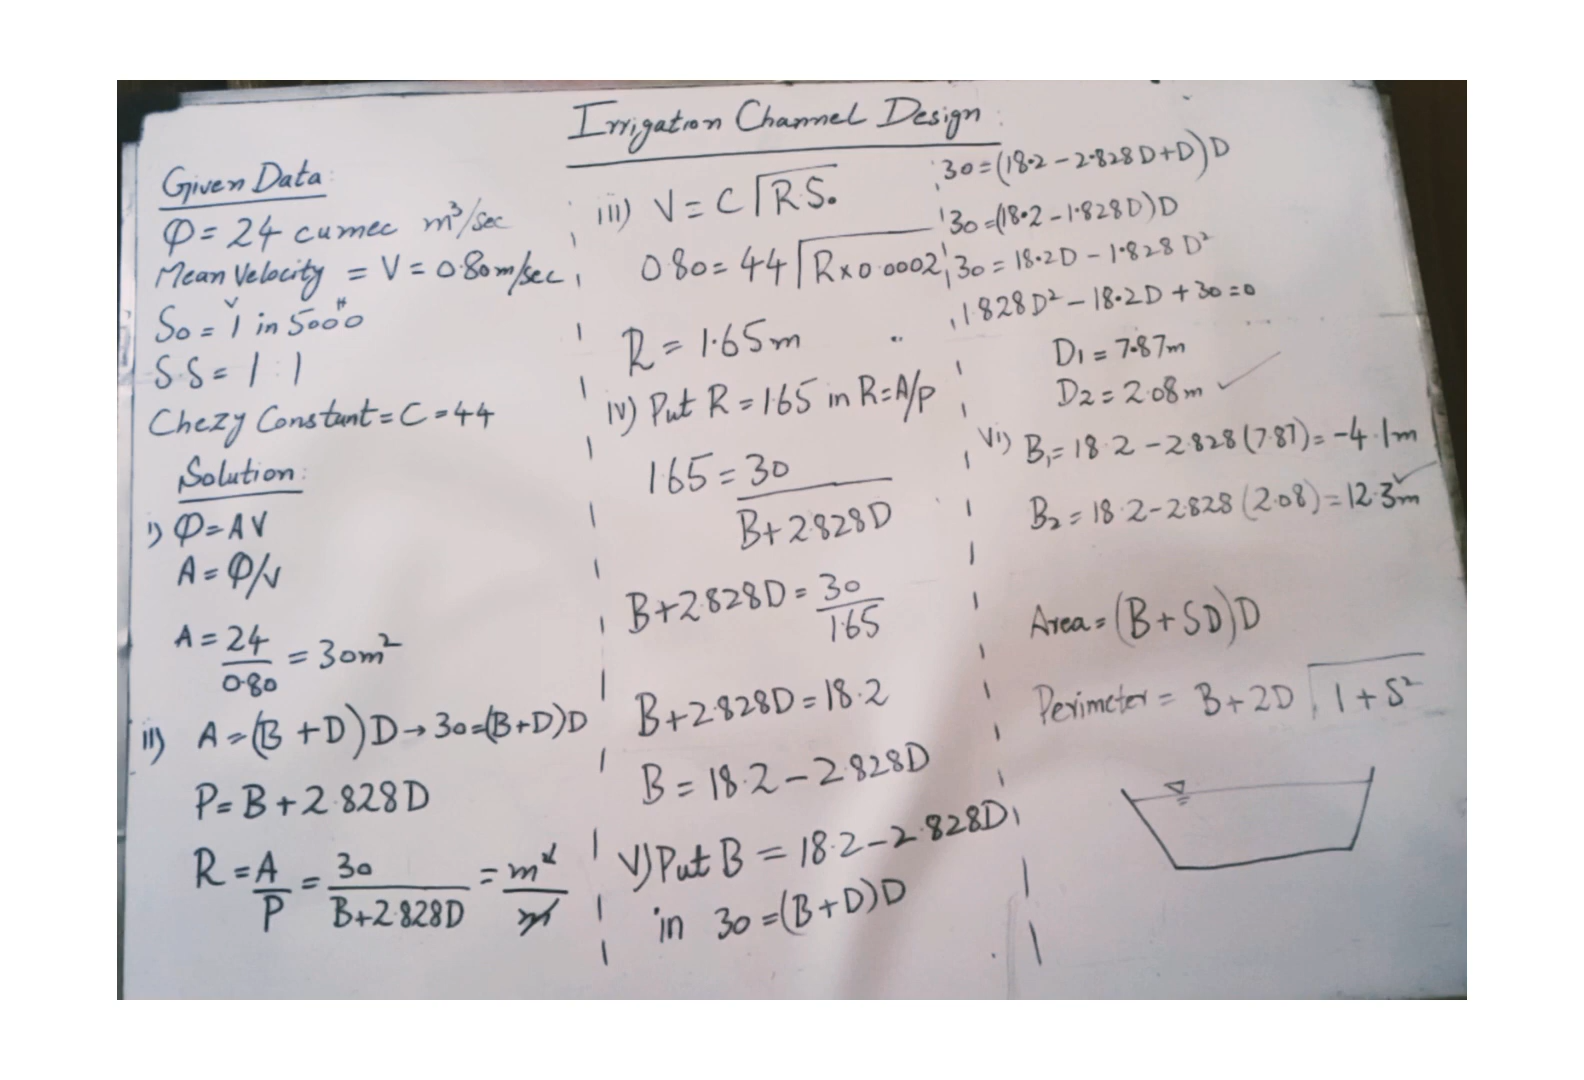 Irrigation Channel Design
Given Data:
Q = 24 cumec m³/sec
Mean Velocity = V = 0.80m/sec
So = 1 in 5000
S.S = 1 : 1
Chezy Constant = C = 44
Solution:
i) Q = AV
A = Q/V
A = 24/0.80 = 30m²
ii) A = (B + D) D → 30 = (B+D)D
P = B + 2.828D
R = A/P = 30/B+2.828D = m²/m
iii) V = C √R.So
0.80 = 44 √R x 0.0002
R = 1.65m
iv) Put R = 1.65 in R = A/p
1.65 = 30/B+2.828D
B+2.828D = 30/1.65
B+2.828D = 18.2
B = 18.2 - 2.828D
v) Put B = 18.2 - 2.828D
in 30 = (B+D)D
30 = (18.2 - 2.828D+D)D
30 = (18.2 - 1.828D)D
30 = 18.2D - 1.828D²
1.828D² - 18.2D + 30 = 0
D1 = 7.87m
D2 = 2.08m ✓
vi) B1 = 18.2 - 2.828 (7.87) = -4.1m
B2 = 18.2 - 2.828 (2.08) = 12.3m ✓
Area = (B + SD)D
Perimeter = B + 2D √1 + S²